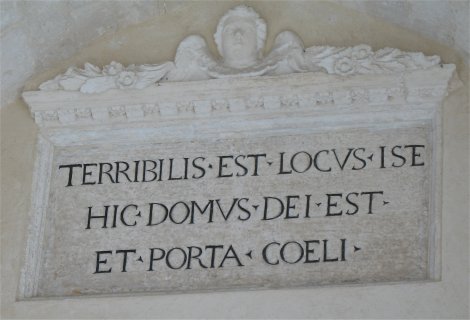 TERRIBILIS·EST·LOCVS·ISE
HIC·DOMVS·DEI·EST·
ET·PORTA·COELI·